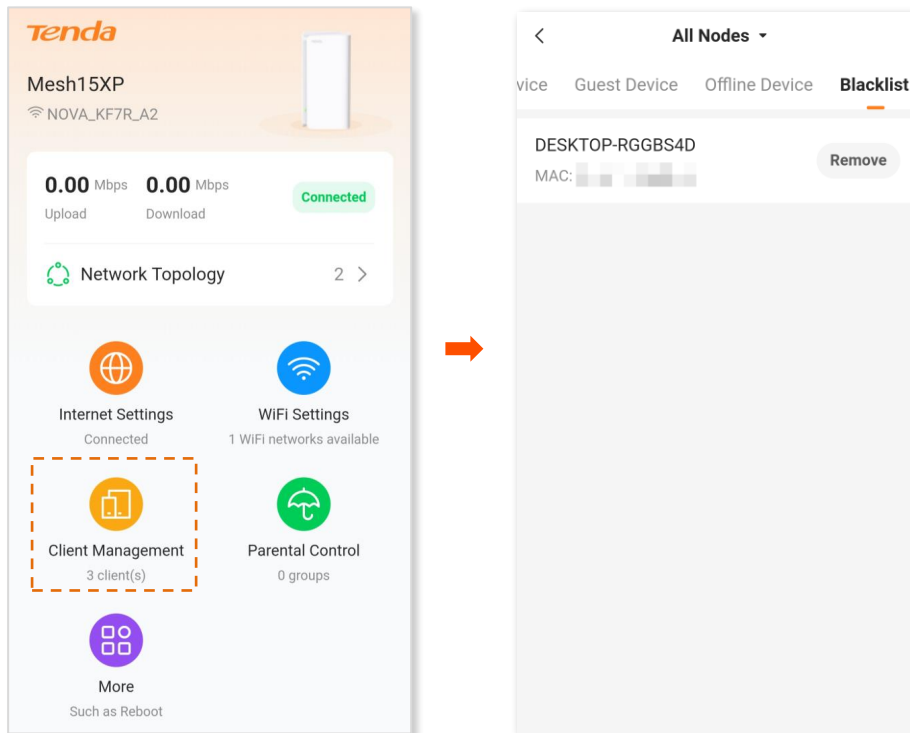 Tenda
Mesh15XP
NOVA_KF7R_A2
0.00 Mbps 0.00 Mbps
Upload Download
Connected
Network Topology 2
Internet Settings
Connected
WiFi Settings
1 WiFi networks available
Client Management
3 client(s)
Parental Control
0 groups
More
Such as Reboot
All Nodes
vice Guest Device Offline Device Blacklist
DESKTOP-RGGBS4D
MAC:
Remove